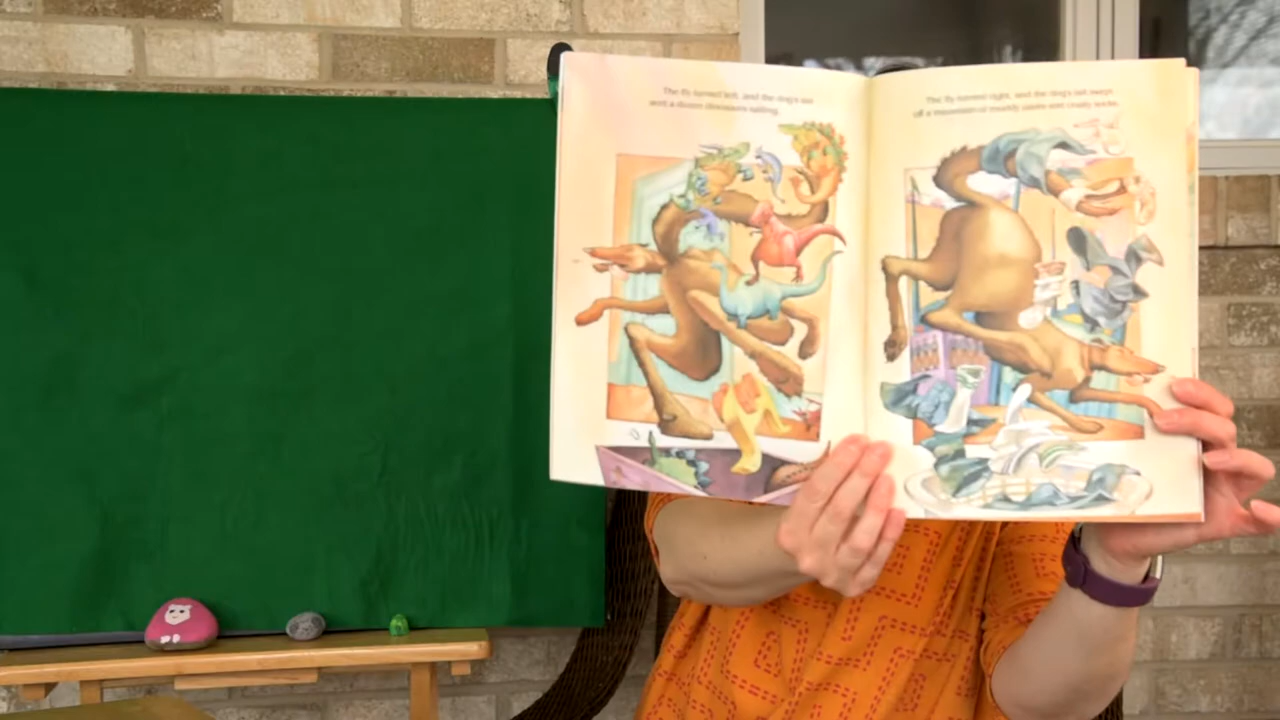 The fly turned left, and the dog's tail
sent a dozen dinosaurs sailing.
The fly turned right, and the dog's tail swept
off a mountain of muddy pants and crusty socks.